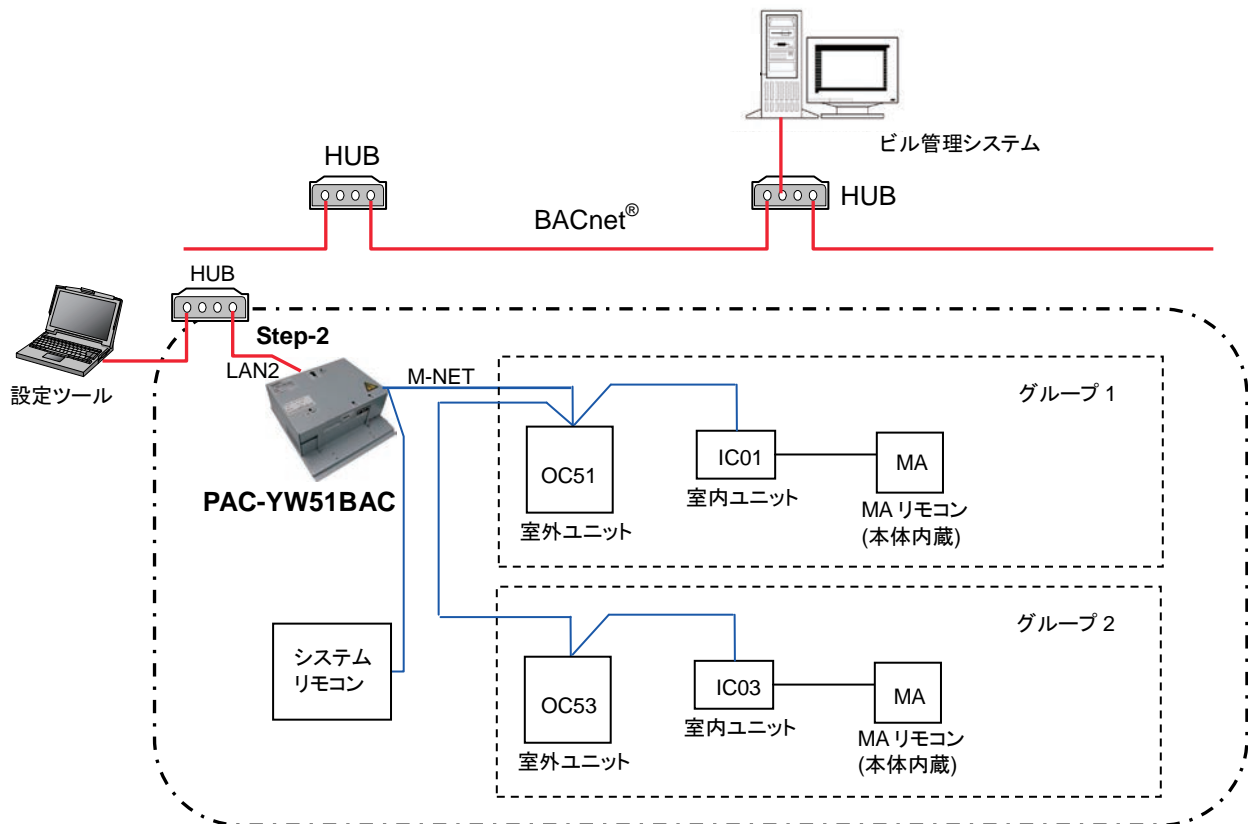 ビル管理システム
HUB
HUB
BACnet®
HUB
Step-2
LAN2
設定ツール
M-NET
PAC-YW51BAC
グループ 1
OC51
室外ユニット
IC01
室内ユニット
MA
MA リモコン
(本体内蔵)
システム
リモコン
グループ 2
OC53
室外ユニット
IC03
室内ユニット
MA
MA リモコン
(本体内蔵)